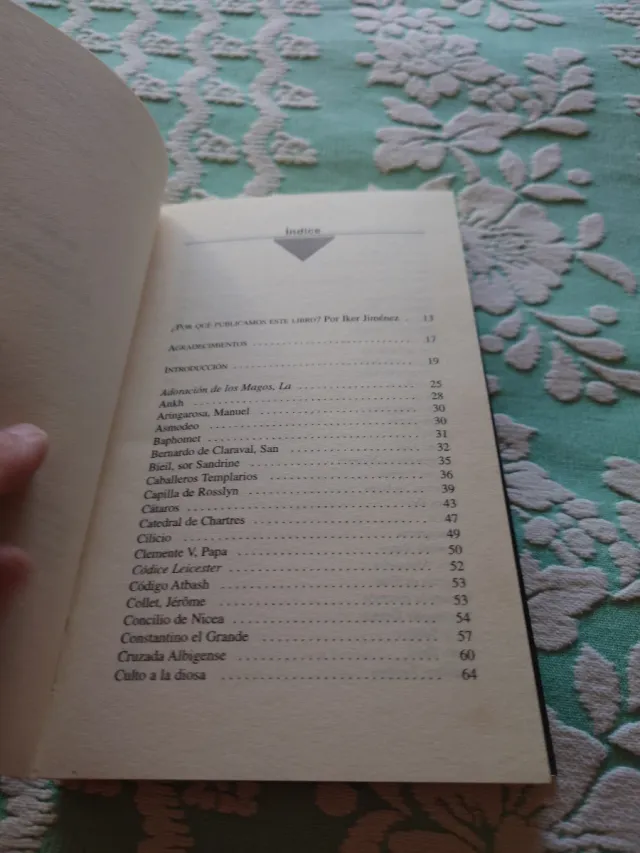 Índice
¿Por qué publicamos este libro? Por Iker Jiménez . 13
Agradecimientos 17
Introducción 19
Adoración de los Magos, La 25
Ankh 28
Aringarosa, Manuel 30
Asmodeo 30
Baphomet 31
Bernardo de Claraval, San 32
Bieil, sor Sandrine 35
Caballeros Templarios 36
Capilla de Rosslyn 39
Cátaros 43
Catedral de Chartres 47
Cilicio 49
Clemente V, Papa 50
Códice Leicester 52
Código Atbash 53
Collet, Jérôme 53
Concilio de Nicea 54
Constantino el Grande 57
Cruzada Albigense 60
Culto a la diosa 64